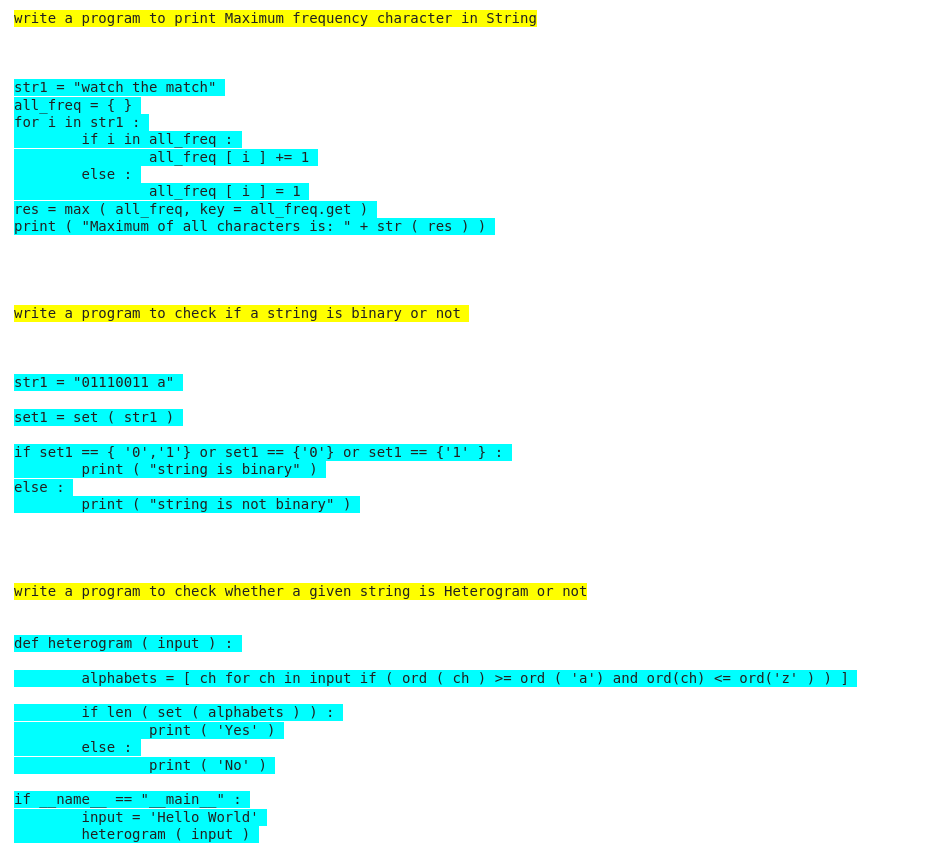 write a program to print Maximum frequency character in String
str1 = "watch the match"
all_freq = { }
for i in str1 :
        if i in all_freq :
                all_freq [ i ] += 1
        else :
                all_freq [ i ] = 1
res = max ( all_freq, key = all_freq.get )
print ( "Maximum of all characters is: " + str ( res ) )
write a program to check if a string is binary or not
str1 = "01110011 a"
set1 = set ( str1 )
if set1 == { '0','1'} or set1 == {'0'} or set1 == {'1' } :
        print ( "string is binary" )
else :
        print ( "string is not binary" )
write a program to check whether a given string is Heterogram or not
def heterogram ( input ) :
        alphabets = [ ch for ch in input if ( ord ( ch ) >= ord ( 'a') and ord(ch) <= ord('z' ) ) ]
        if len ( set ( alphabets ) ) :
                print ( 'Yes' )
        else :
                print ( 'No' )
if __name__ == "__main__" :
        input = 'Hello World'
        heterogram ( input )